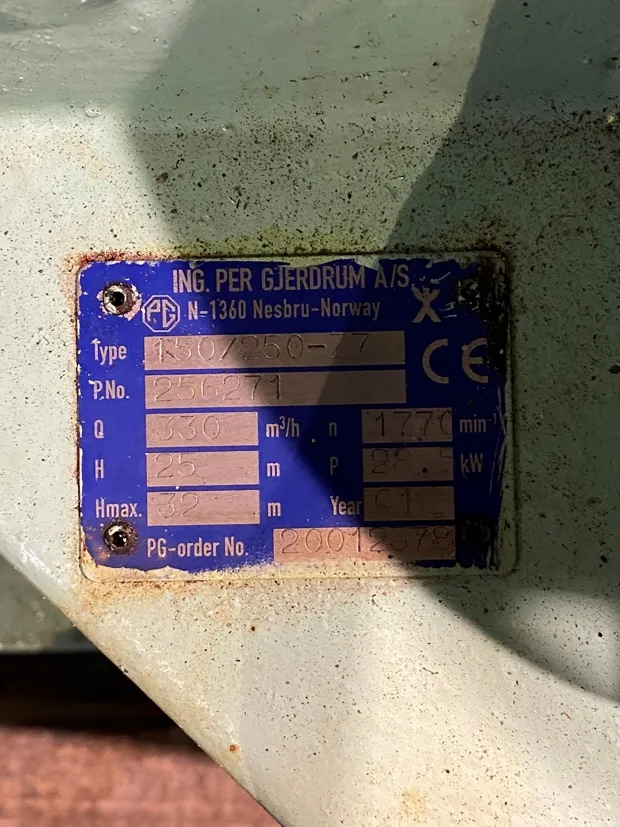 ING. PER GJERDRUM A/S
PG N-1360 Nesbru-Norway
CE
Type 150/250-27
P.No. 256271
Q 330 m³/h n 1770 min⁻¹
H 25 m P kW
Hmax. 32 m Year 01
PG-order No.